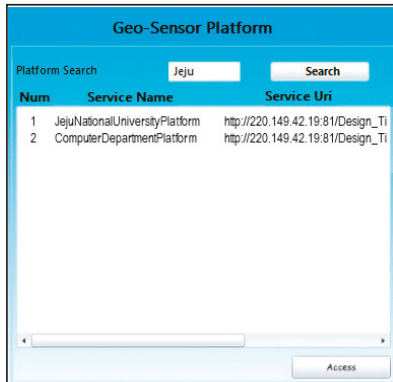 Geo-Sensor Platform
Platform Search Jeju Search
Num Service Name Service Uri
1 JejuNationalUniversityPlatform http://220.149.42.19:81/Design_Ti
2 ComputerDepartmentPlatform http://220.149.42.19:81/Design_Ti
Access